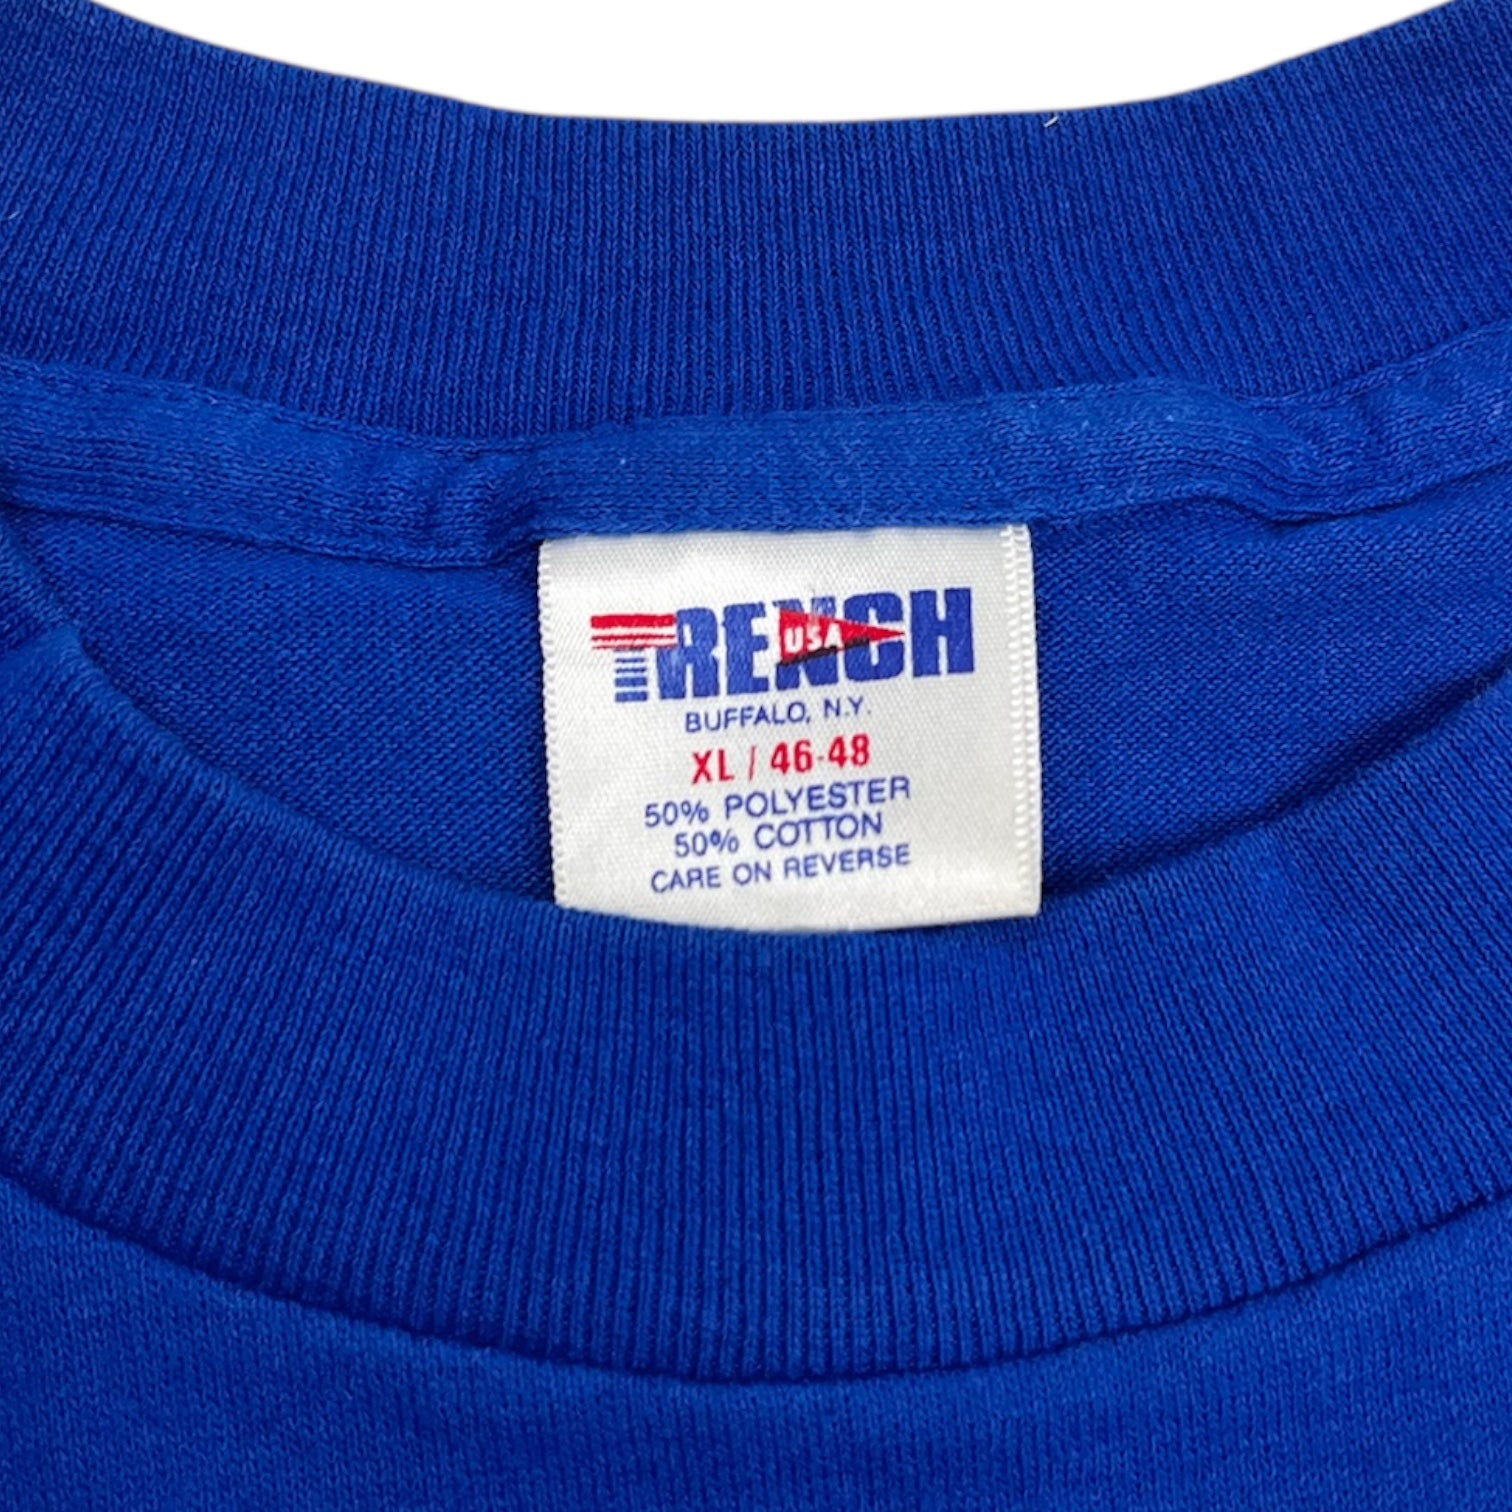 TRENCH
USA
BUFFALO, N.Y.
XL / 46-48
50% POLYESTER
50% COTTON
CARE ON REVERSE